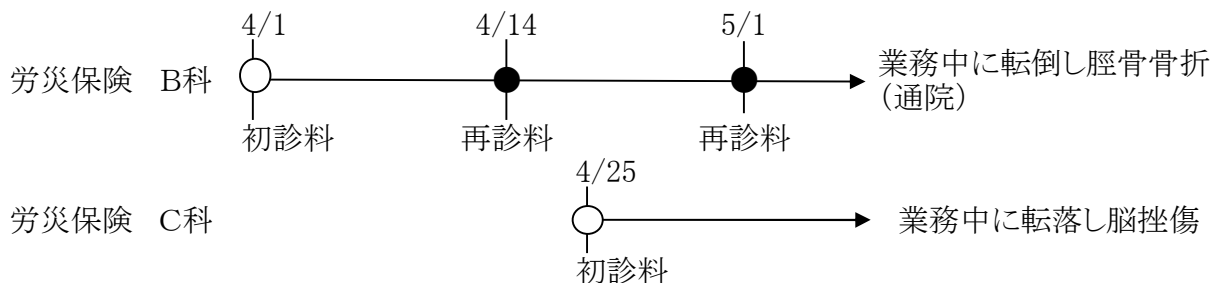 4/1 4/14 5/1
労災保険 B科 業務中に転倒し脛骨骨折
(通院)
初診料 再診料 再診料
4/25
労災保険 C科 業務中に転落し脳挫傷
初診料